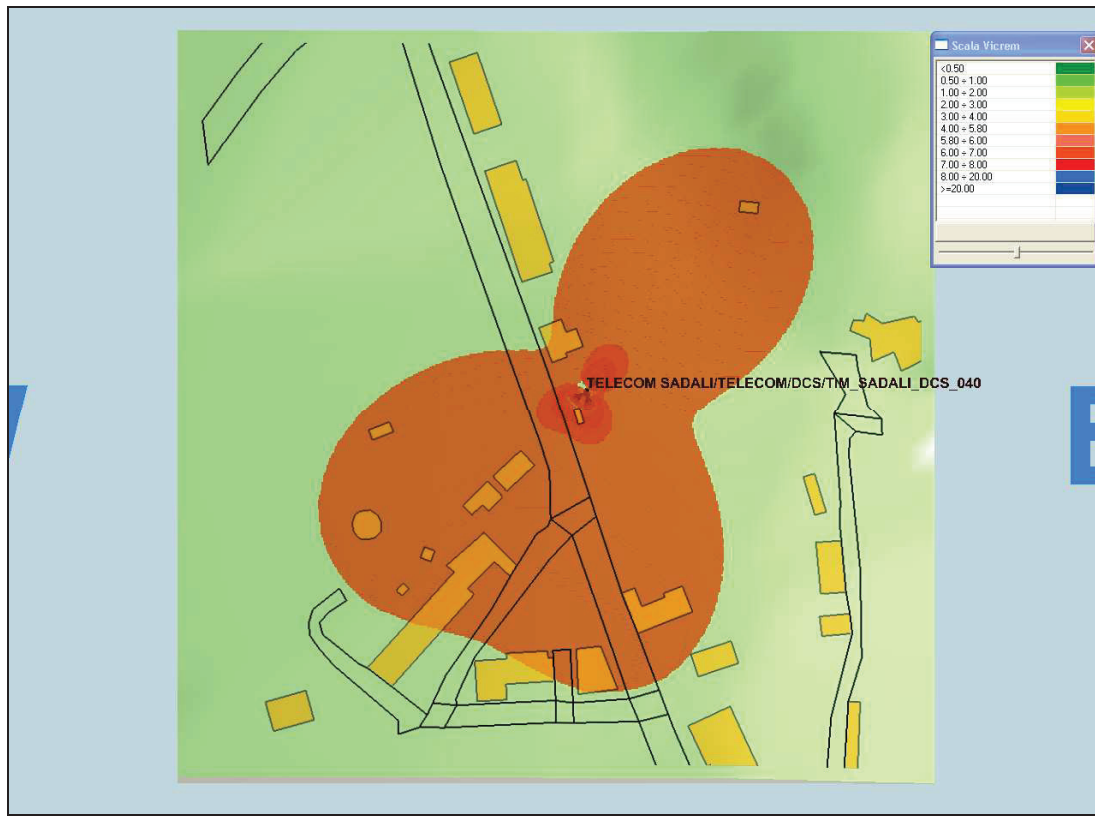 Scala Vicrem
<0.50
0.50 ÷ 1.00
1.00 ÷ 2.00
2.00 ÷ 3.00
3.00 ÷ 4.00
4.00 ÷ 5.80
5.80 ÷ 6.00
6.00 ÷ 7.00
7.00 ÷ 8.00
8.00 ÷ 20.00
>=20.00
TELECOM SADALI/TELECOM/DCS/TIM_SADALI_DCS_040